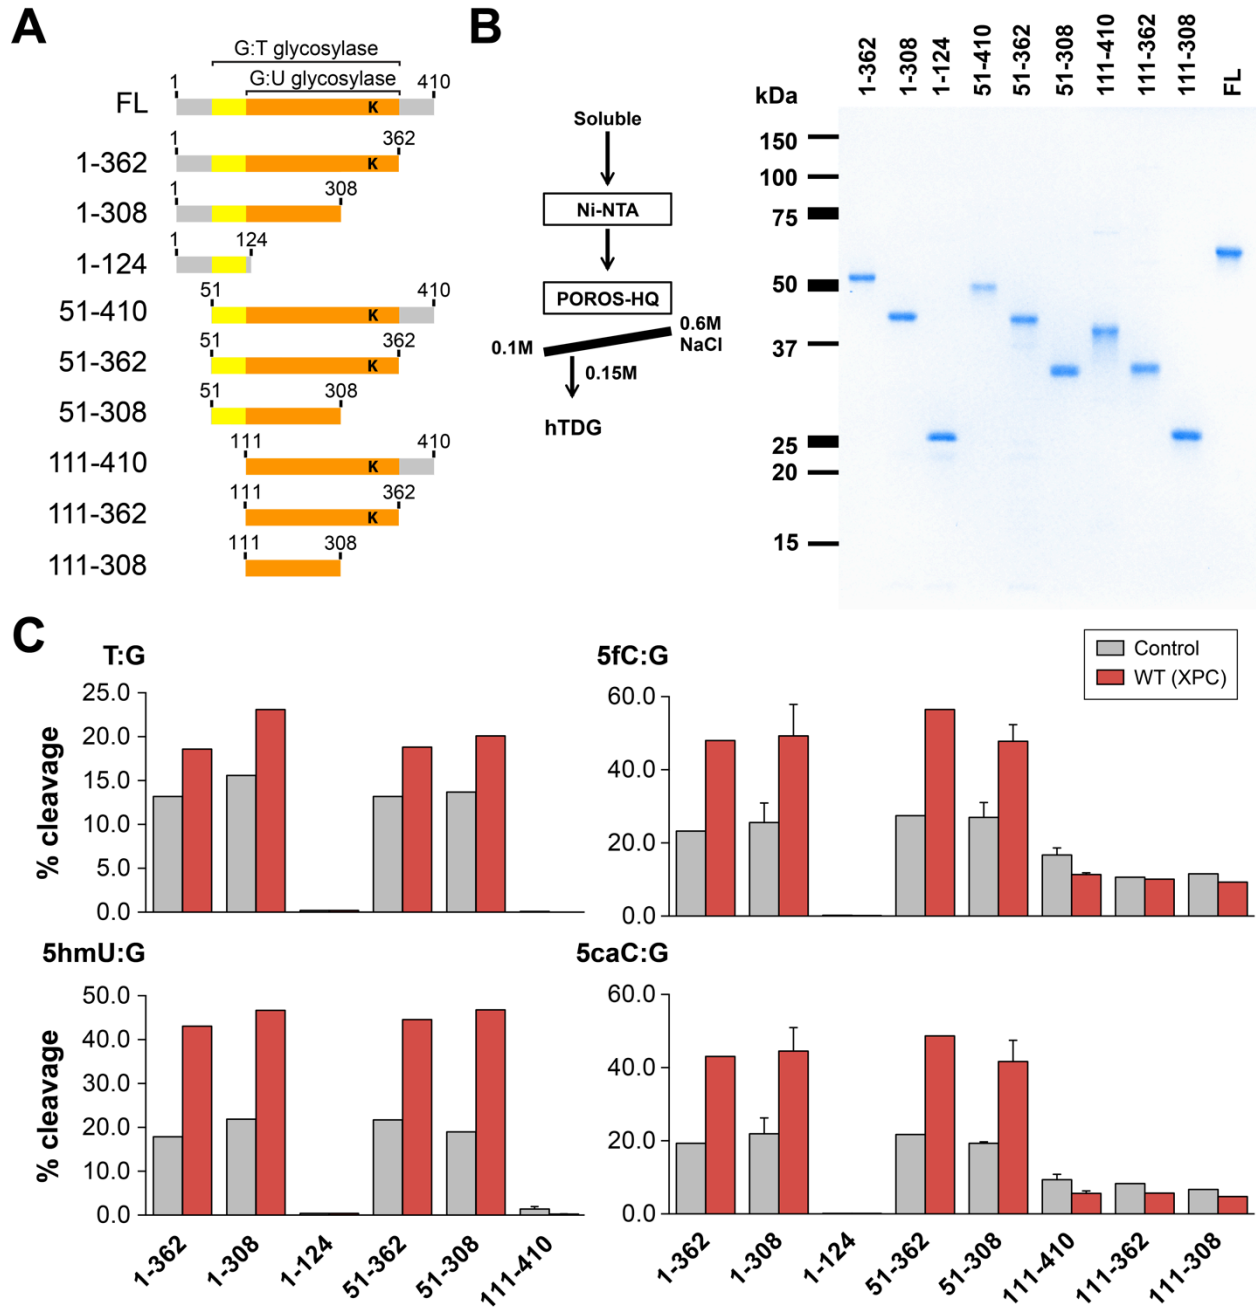 A
G:T glycosylase
G:U glycosylase
1 410
FL K
1 362
1-362 K
1 308
1-308
1 124
1-124
51 410
51-410 K
51 362
51-362 K
51 308
51-308
111 410
111-410 K
111 362
111-362 K
111 308
111-308
B
Soluble
Ni-NTA
POROS-HQ
0.6M
NaCl
0.1M
0.15M
hTDG
1-362 1-308 1-124 51-410 51-362 51-308 111-410 111-362 111-308 FL
kDa
150
100
75
50
37
25
20
15
C
Control
WT (XPC)
T:G
% cleavage
25.0
20.0
15.0
10.0
5.0
0.0
5fC:G
60.0
40.0
20.0
0.0
5hmU:G
% cleavage
50.0
40.0
30.0
20.0
10.0
0.0
1-362 1-308 1-124 51-362 51-308 111-410
5caC:G
60.0
40.0
20.0
0.0
1-362 1-308 1-124 51-362 51-308 111-410 111-362 111-308